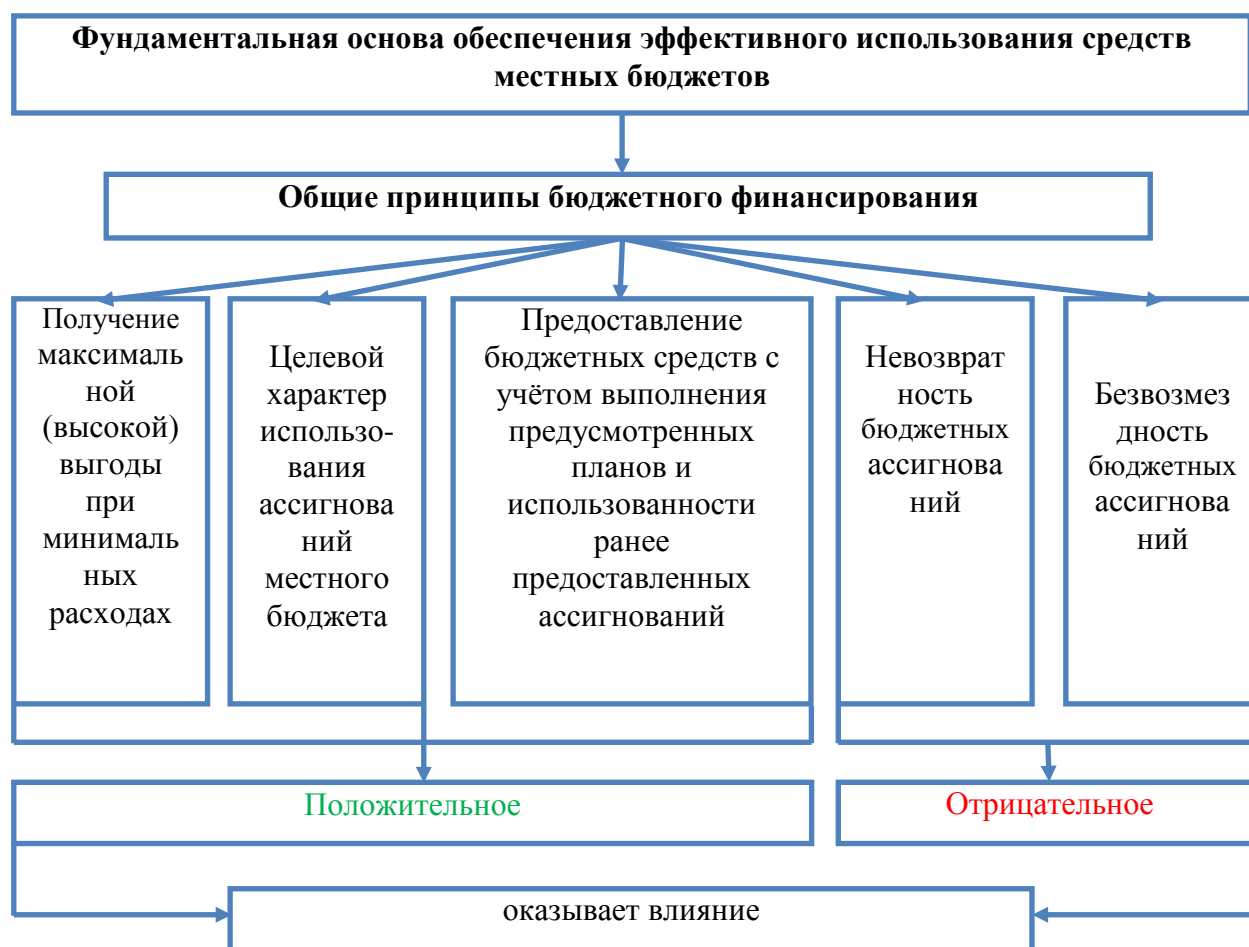 Фундаментальная основа обеспечения эффективного использования средств
местных бюджетов
Общие принципы бюджетного финансирования
Получение
максималь
ной
(высокой)
выгоды
при
минималь
ных
расходах
Целевой
характер
использо-
вания
ассигнова
ний
местного
бюджета
Предоставление
бюджетных средств с
учётом выполнения
предусмотренных
планов и
использованности
ранее
предоставленных
ассигнований
Невозврат
ность
бюджетных
ассигнова
ний
Безвозмез
дность
бюджетных
ассигнова
ний
Положительное
Отрицательное
оказывает влияние